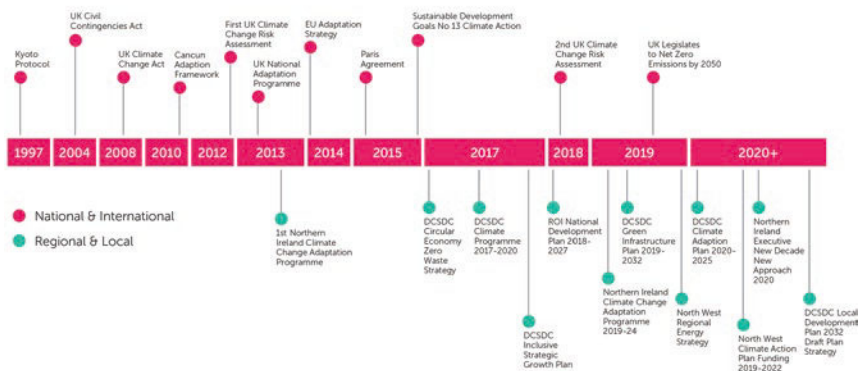 UK Civil
Contingencies Act
First UK Climate
Change Risk
Assessment
EU Adaptation
Strategy
Sustainable Development
Goals No 13 Climate Action
Kyoto
Protocol
UK Climate
Change Act
Cancun
Adaption
Framework
UK National
Adaptation
Programme
Paris
Agreement
2nd UK Climate
Change Risk
Assessment
UK Legislates
to Net Zero
Emissions by 2050
1997
2004
2008
2010
2012
2013
2014
2015
2017
2018
2019
2020+
National & International
Regional & Local
1st Northern
Ireland Climate
Change Adaptation
Programme
DCSDC
Circular
Economy
Zero
Waste
Strategy
DCSDC
Climate
Programme
2017-2020
DCSDC
Inclusive
Strategic
Growth Plan
ROI National
Development
Plan 2018-
2027
Northern Ireland
Climate Change
Adaptation
Programme
2019-24
DCSDC
Green
Infrastructure
Plan 2019-
2032
North West
Regional
Energy
Strategy
DCSDC
Climate
Adaption
Plan 2020-
2025
North West
Climate Action
Plan Funding
2019-2022
Northern
Ireland
Executive
New Decade
New
Approach
2020
DCSDC Local
Development
Plan 2032
Draft Plan
Strategy